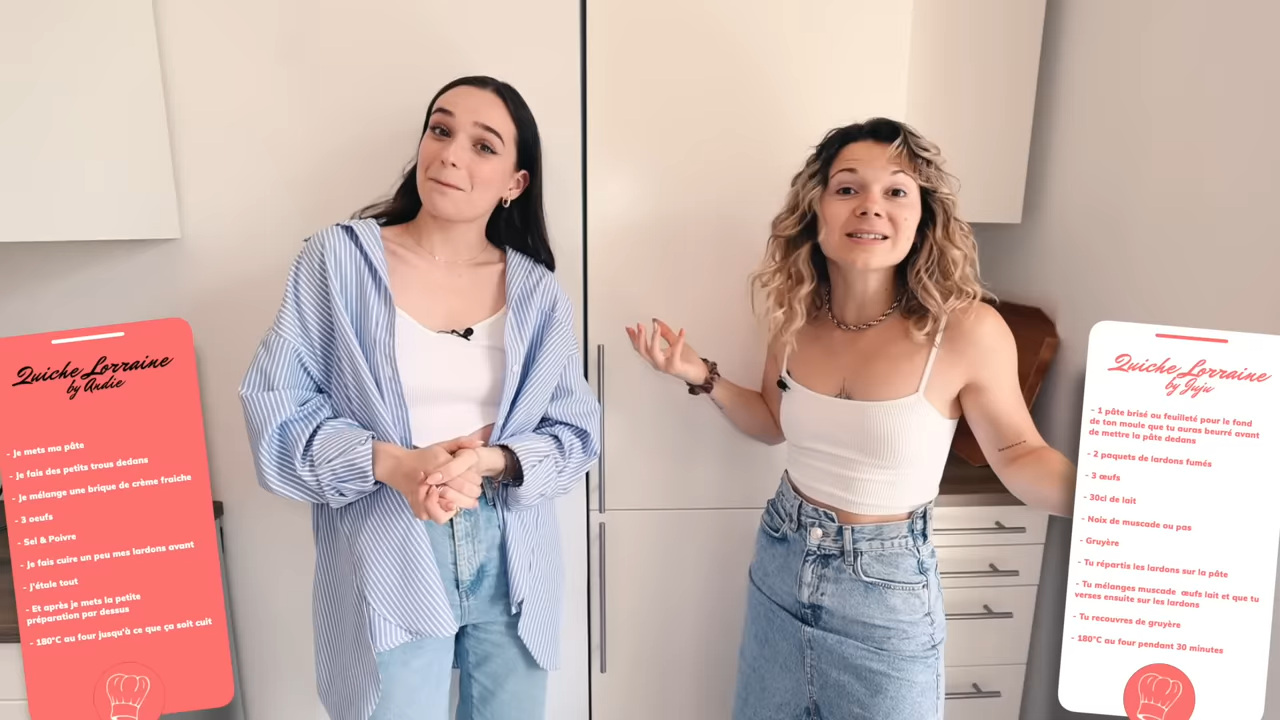 Quiche Lorraine
by Andie
- Je mets ma pâte
- Je fais des petits trous dedans
- Je mélange une brique de crème fraiche
- 3 oeufs
- Sel & Poivre
- Je fais cuire un peu mes lardons avant
- J'étale tout
- Et après je mets la petite
préparation par dessus
- 180°C au four jusqu'à ce que ça soit cuit
Quiche Lorraine
by Juju
- 1 pâte brisé ou feuilleté pour le fond
de ton moule que tu auras beurré avant
de mettre la pâte dedans
- 2 paquets de lardons fumés
- 3 œufs
- 30cl de lait
- Noix de muscade ou pas
- Gruyère
- Tu répartis les lardons sur la pâte
- Tu mélanges muscade œufs lait et que tu
verses ensuite sur les lardons
- Tu recouvres de gruyère
- 180°C au four pendant 30 minutes